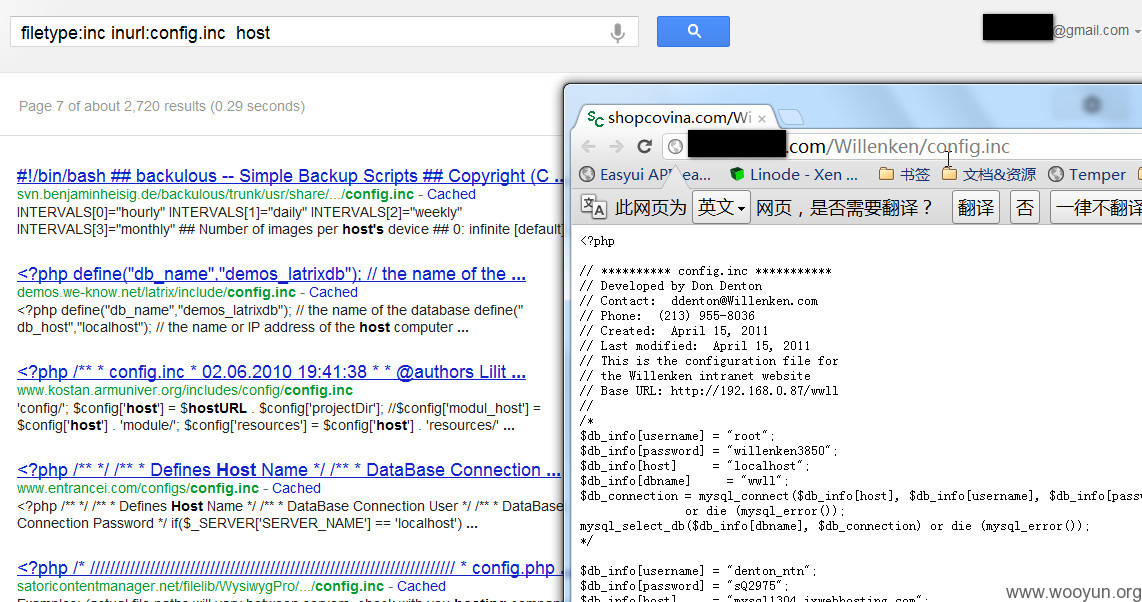 filetype:inc inurl:config.inc host
@gmail.com
Page 7 of about 2,720 results (0.29 seconds)
#!/bin/bash ## backulous -- Simple Backup Scripts ## Copyright (C ...
svn.benjaminheisig.de/backulous/trunk/usr/share/.../config.inc - Cached
INTERVALS[0]="hourly" INTERVALS[1]="daily" INTERVALS[2]="weekly"
INTERVALS[3]="monthly" ## Number of images per host's device ## 0: infinite [default]
<?php define("db_name","demos_latrixdb"); // the name of the ...
demos.we-know.net/latrix/include/config.inc - Cached
<?php define("db_name","demos_latrixdb"); // the name of the database define("
db_host","localhost"); // the name or IP address of the host computer ...
<?php /** * config.inc * 02.06.2010 19:41:38 * * @authors Lilit ...
www.kostan.armuniver.org/includes/config/config.inc
'config/'; $config['host'] = $hostURL . $config['projectDir']; //$config['modul_host'] =
$config['host'] . 'module/'; $config['resources'] = $config['host'] . 'resources/' ...
<?php /** */ /** * Defines Host Name */ /** * DataBase Connection ...
www.entrancei.com/configs/config.inc - Cached
<?php /** */ /** * Defines Host Name */ /** * DataBase Connection User */ /** * DataBase
Connection Password */ if($_SERVER['SERVER_NAME'] == 'localhost') ...
<?php /* ////////////////////////////////////////////////////////////////////////// * config.php
satoricontentmanager.net/filelib/WysiwygPro/.../config.inc - Cached
shopcovina.com/Wi
.com/Willenken/config.inc
Easyui API ea... Linode - Xen ... 书签 文档&资源 Temper
此网页为 英文 网页，是否需要翻译？ 翻译 否 一律不翻译
<?php
// ********** config.inc ***********
// Developed by Don Denton
// Contact: ddenton@Willenken.com
// Phone: (213) 955-8036
// Created: April 15, 2011
// Last modified: April 15, 2011
// This is the configuration file for
// the Willenken intranet website
// Base URL: http://192.168.0.87/wwll
//
/*
$db_info[username] = "root";
$db_info[password] = "willenken3850";
$db_info[host] = "localhost";
$db_info[dbname] = "wwll";
$db_connection = mysql_connect($db_info[host], $db_info[username], $db_info[pass
or die (mysql_error());
mysql_select_db($db_info[dbname], $db_connection) or die (mysql_error());
*/
$db_info[username] = "denton_ntn";
$db_info[password] = "sQ2975";
$db_info[host] = "mysql1304.ixwebhosting.com";
www.wooyun.org